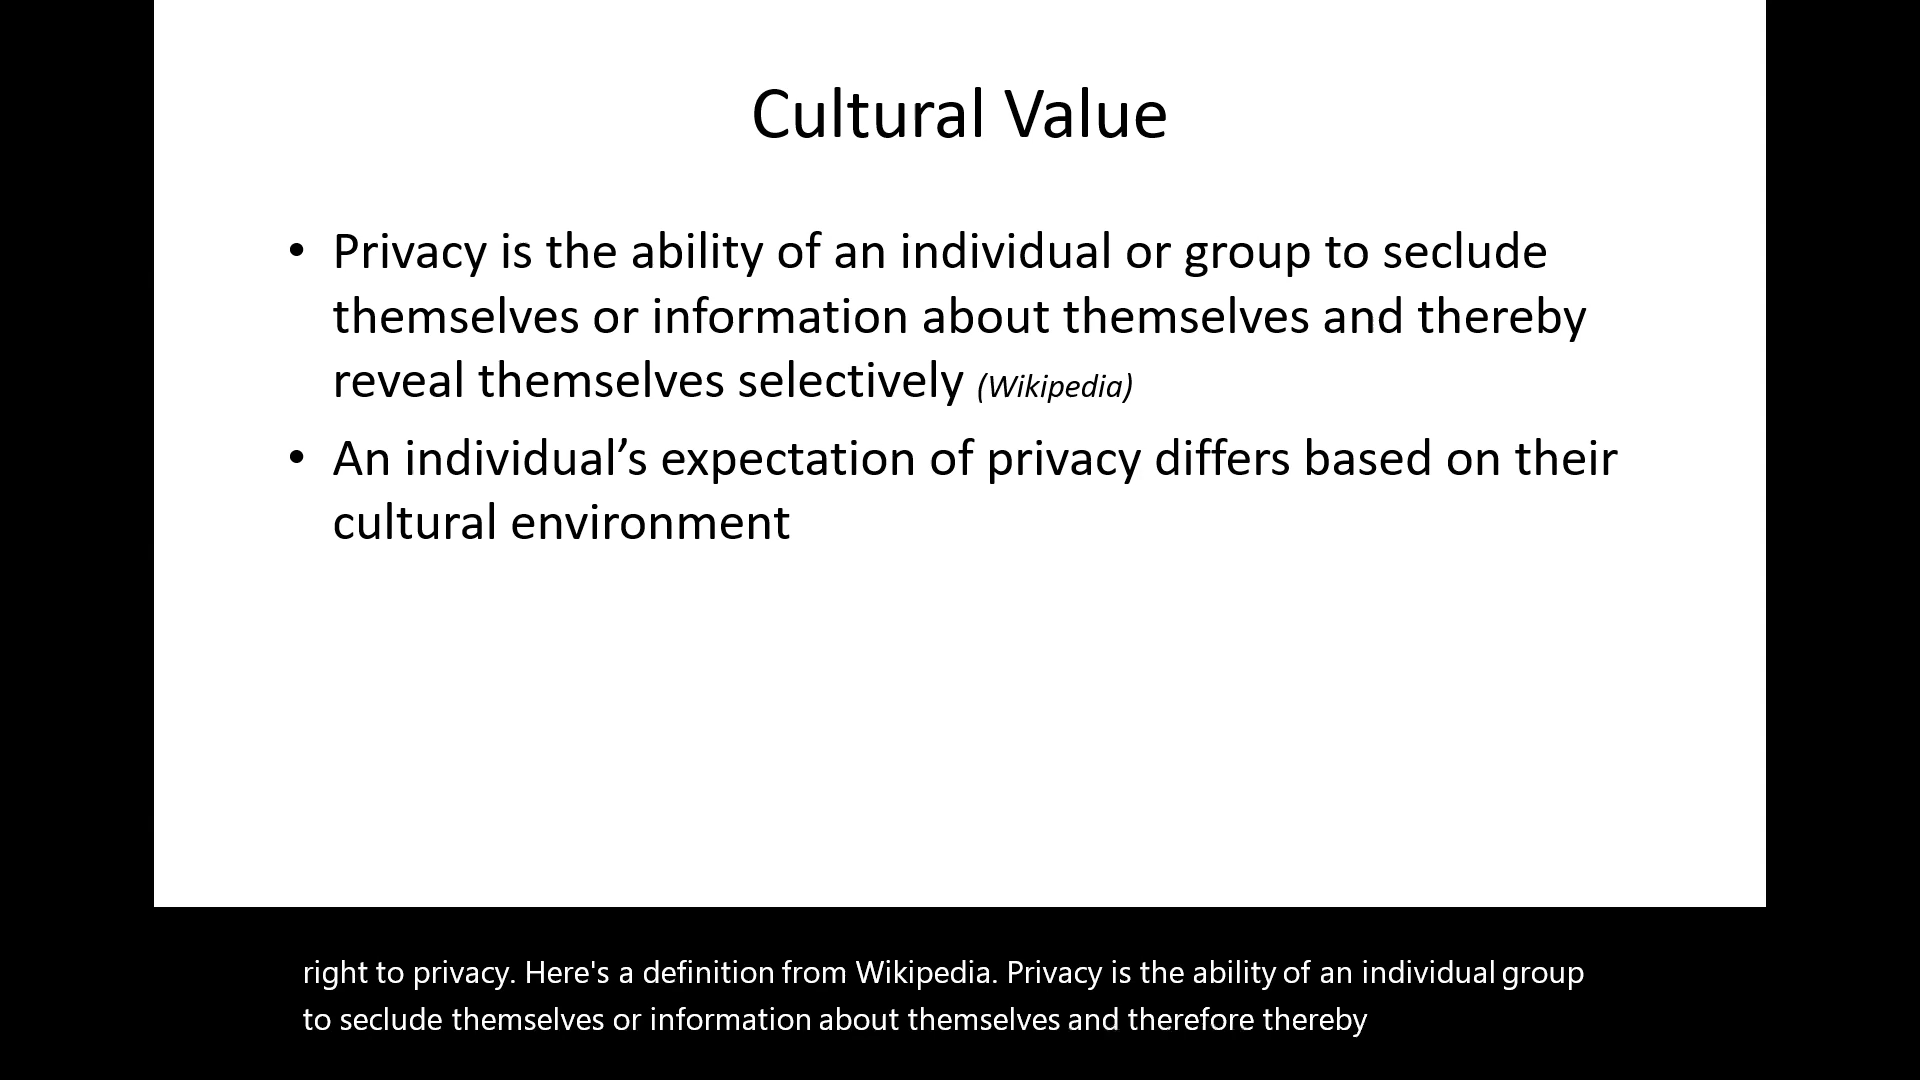 Cultural Value
• Privacy is the ability of an individual or group to seclude
themselves or information about themselves and thereby
reveal themselves selectively (Wikipedia)
• An individual’s expectation of privacy differs based on their
cultural environment
right to privacy. Here's a definition from Wikipedia. Privacy is the ability of an individual group
to seclude themselves or information about themselves and therefore thereby